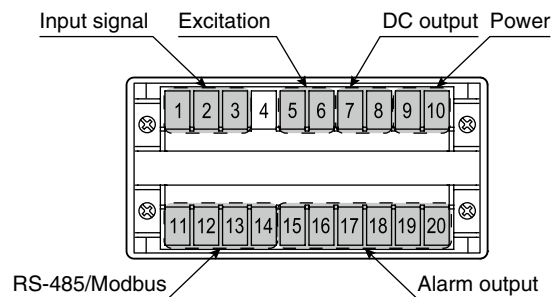 Input signal Excitation DC output Power
1 2 3 4 5 6 7 8 9 10
11 12 13 14 15 16 17 18 19 20
RS-485/Modbus Alarm output